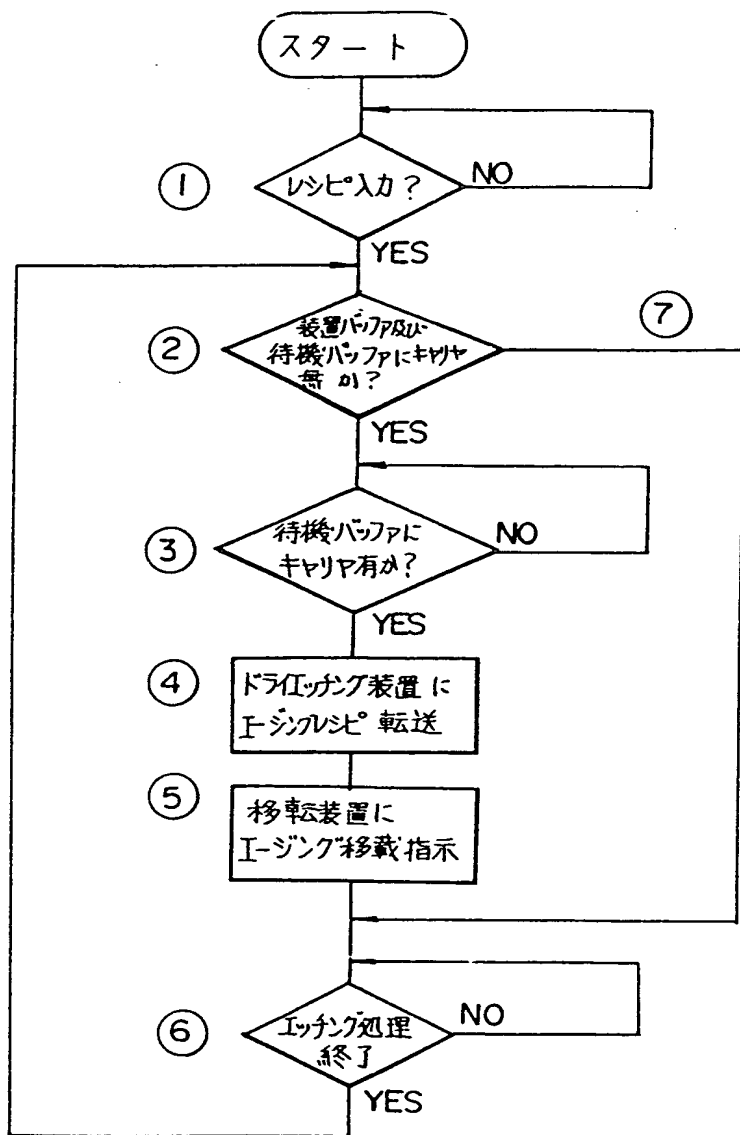 スタート
① レシピ入力？ NO
YES
② 装置バッファ及び
待機バッファにキャリヤ
無か？
⑦
YES
③ 待機バッファに
キャリヤ有か？
NO
YES
④ ドライエッチング装置に
エージングレシピ 転送
⑤ 移転装置に
エージング移載指示
⑥ エッチング処理
終了
NO
YES